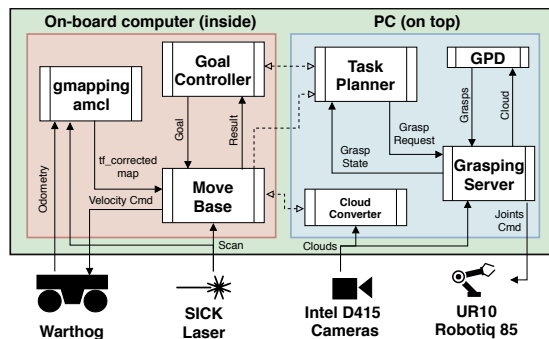 On-board computer (inside)
PC (on top)
gmapping
amcl
Goal
Controller
Task
Planner
GPD
Goal
Result
Grasps
Cloud
Grasp
Request
Grasp
State
tf_corrected
map
Odometry
Move
Base
Velocity Cmd
Cloud
Converter
Grasping
Server
Joints
Cmd
Scan
Clouds
Warthog
SICK
Laser
Intel D415
Cameras
UR10
Robotiq 85